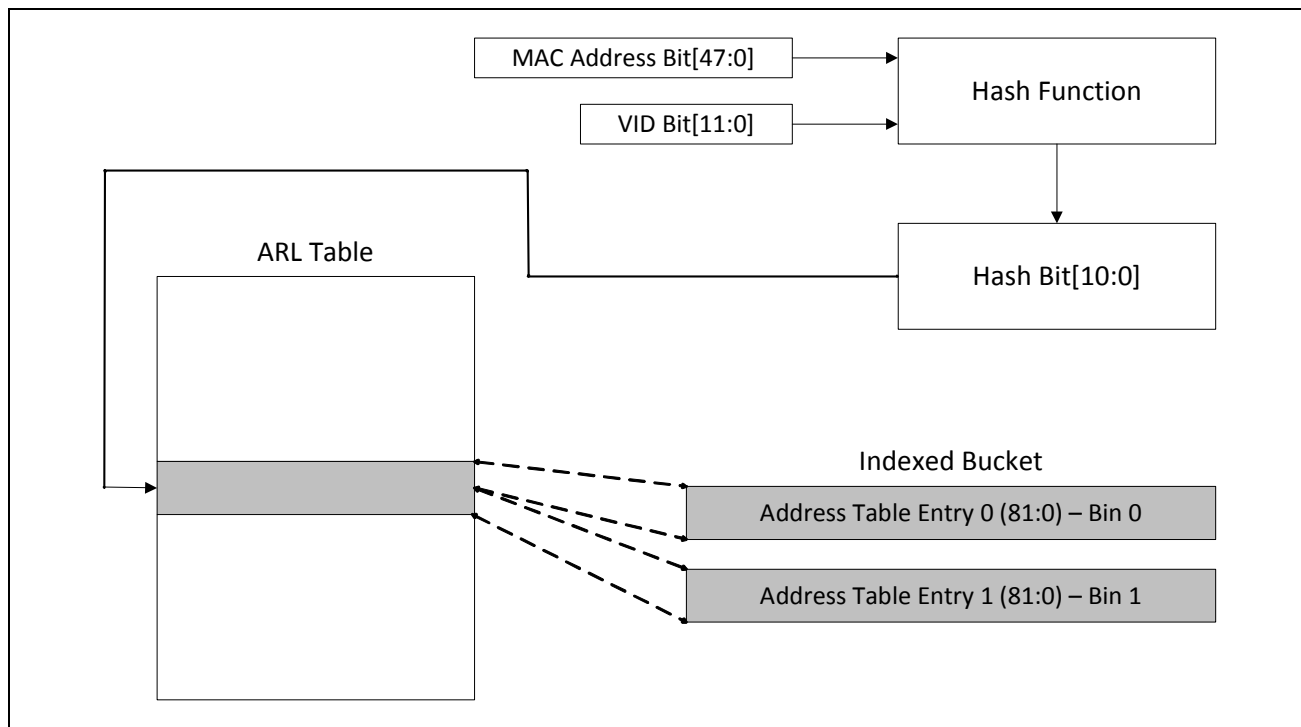 MAC Address Bit[47:0]
Hash Function
VID Bit[11:0]
ARL Table
Hash Bit[10:0]
Indexed Bucket
Address Table Entry 0 (81:0) – Bin 0
Address Table Entry 1 (81:0) – Bin 1